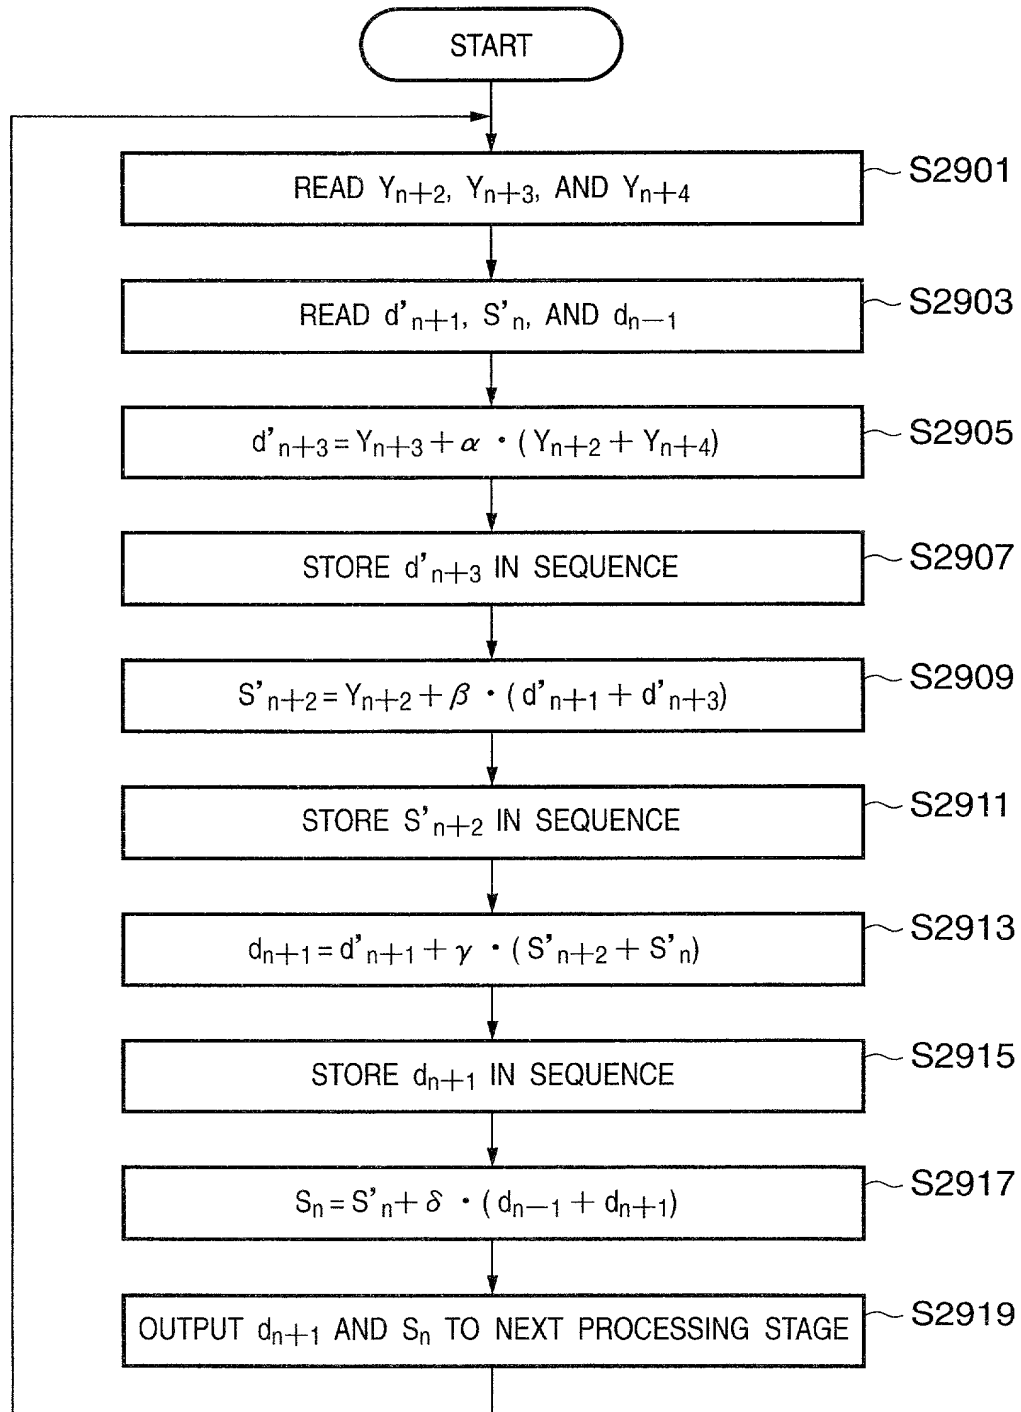 START
READ Yn+2, Yn+3, AND Yn+4
S2901
READ d'n+1, S'n, AND dn−1
S2903
d'n+3=Yn+3+α・(Yn+2+Yn+4)
S2905
STORE d'n+3 IN SEQUENCE
S2907
S'n+2=Yn+2+β・(d'n+1+d'n+3)
S2909
STORE S'n+2 IN SEQUENCE
S2911
dn+1=d'n+1+γ・(S'n+2+S'n)
S2913
STORE dn+1 IN SEQUENCE
S2915
Sn=S'n+δ・(dn−1+dn+1)
S2917
OUTPUT dn+1 AND Sn TO NEXT PROCESSING STAGE
S2919